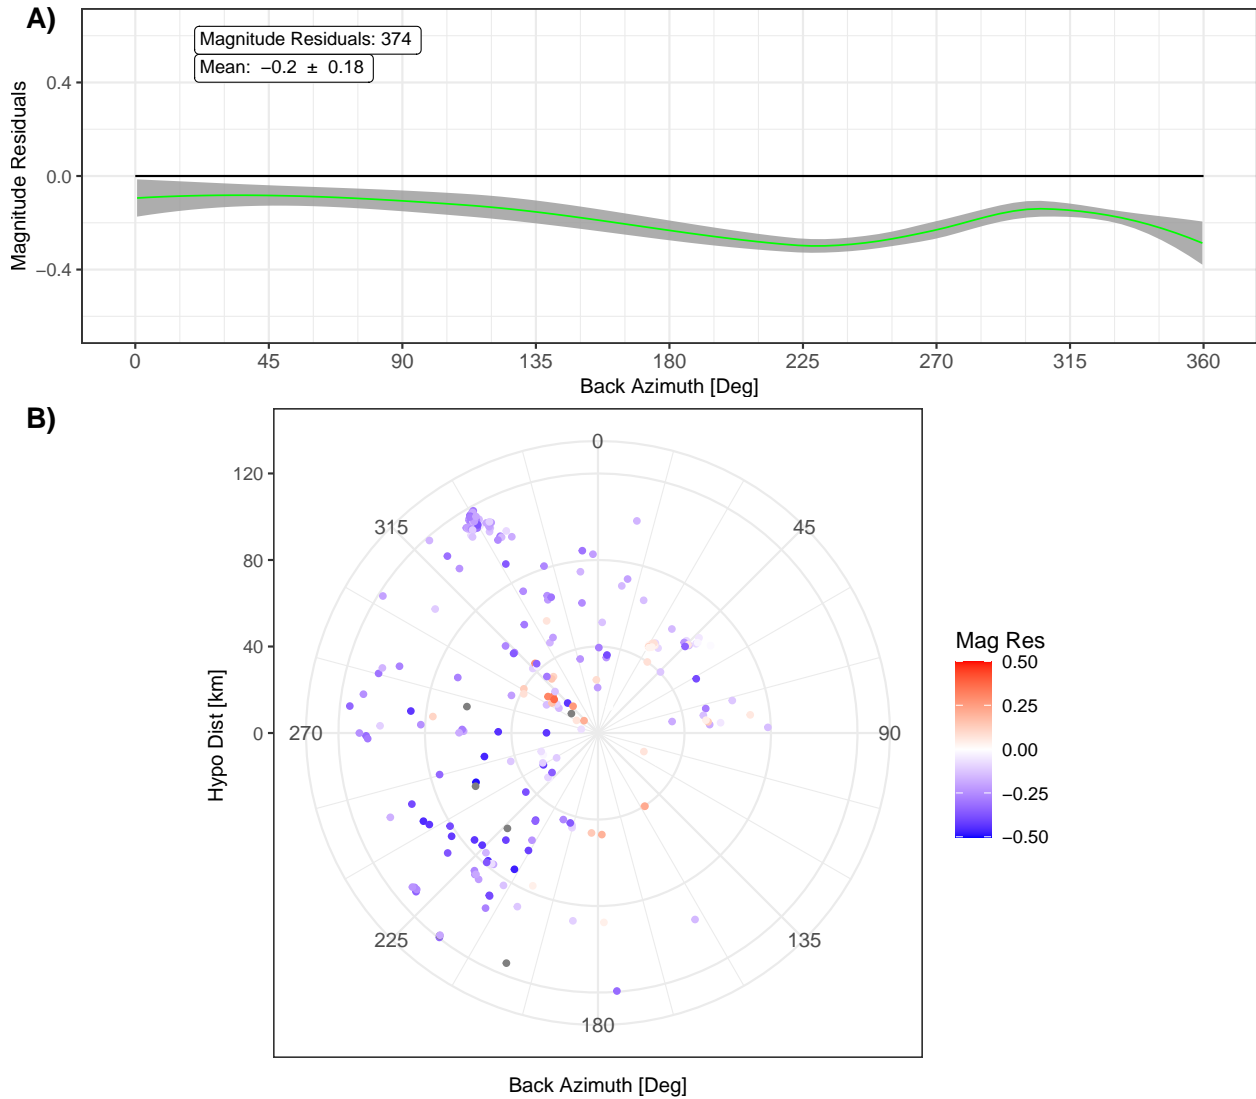 A)
Magnitude Residuals: 374
Mean: −0.2 ± 0.18
0.4
0.0
−0.4
Magnitude Residuals
0 45 90 135 180 225 270 315 360
Back Azimuth [Deg]
B)
0
45
90
135
180
225
270
315
120
80
40
0
Hypo Dist [km]
Back Azimuth [Deg]
Mag Res
0.50
0.25
0.00
−0.25
−0.50